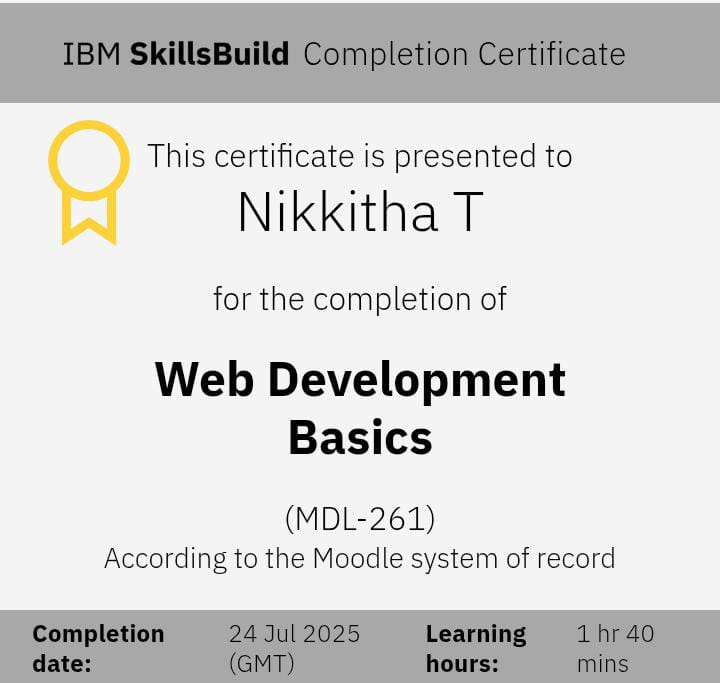 IBM SkillsBuild Completion Certificate
This certificate is presented to
Nikkitha T
for the completion of
Web Development
Basics
(MDL-261)
According to the Moodle system of record
Completion date: 24 Jul 2025 (GMT)
Learning hours: 1 hr 40 mins